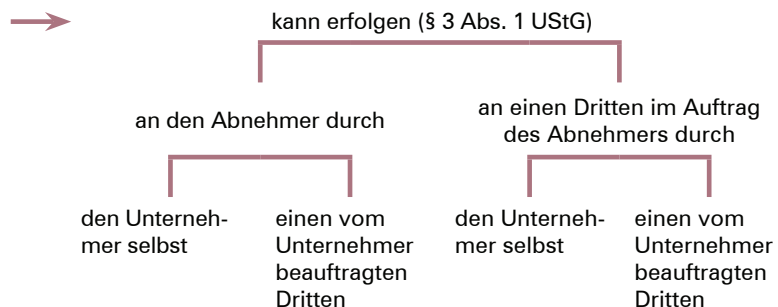 kann erfolgen (§ 3 Abs. 1 UStG)
an den Abnehmer durch
an einen Dritten im Auftrag
des Abnehmers durch
den Unterneh-
mer selbst
einen vom
Unternehmer
beauftragten
Dritten
den Unterneh-
mer selbst
einen vom
Unternehmer
beauftragten
Dritten